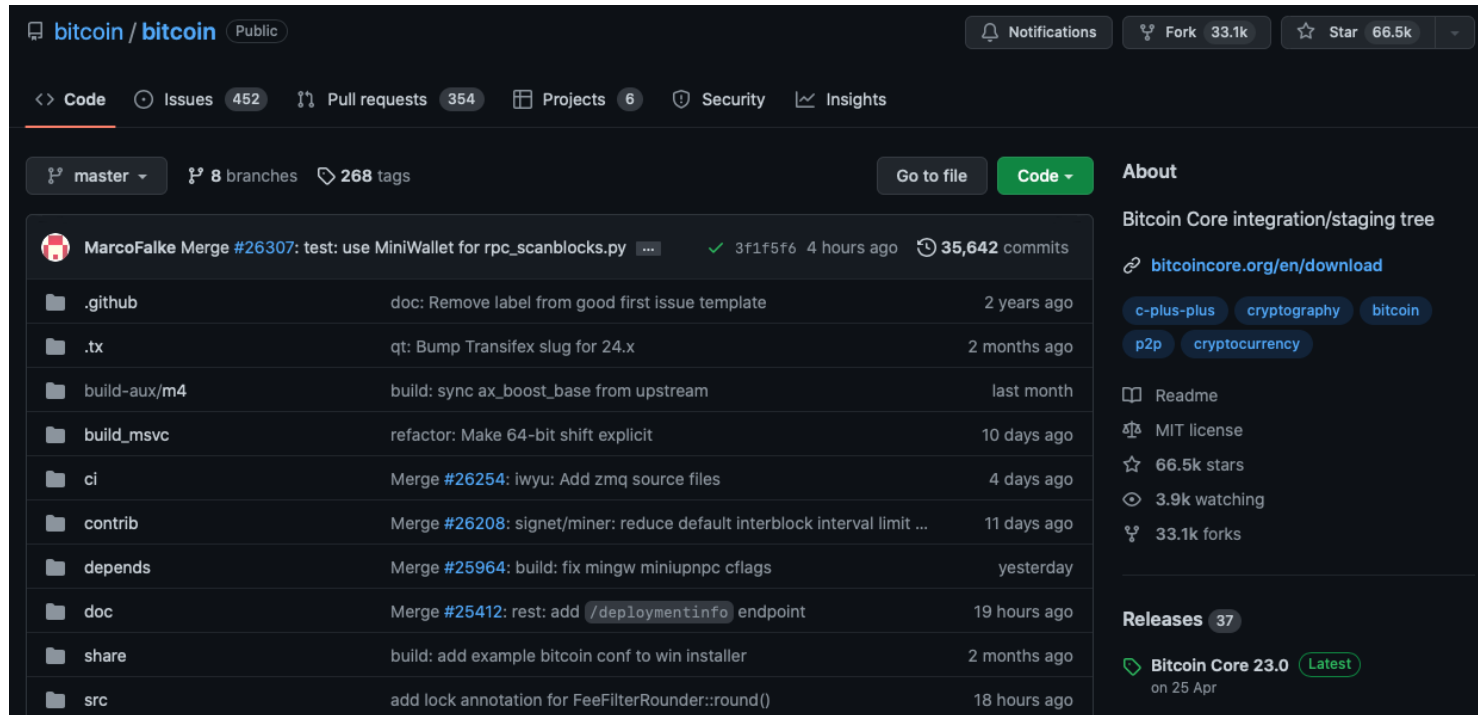 bitcoin / bitcoin Public Notifications Fork 33.1k Star 66.5k
Code Issues 452 Pull requests 354 Projects 6 Security Insights
master 8 branches 268 tags Go to file Code
MarcoFalke Merge #26307: test: use MiniWallet for rpc_scanblocks.py ... 3f1f5f6 4 hours ago 35,642 commits
.github doc: Remove label from good first issue template 2 years ago
.tx qt: Bump Transifex slug for 24.x 2 months ago
build-aux/m4 build: sync ax_boost_base from upstream last month
build_msvc refactor: Make 64-bit shift explicit 10 days ago
ci Merge #26254: iwyu: Add zmq source files 4 days ago
contrib Merge #26208: signet/miner: reduce default interblock interval limit ... 11 days ago
depends Merge #25964: build: fix mingw miniupnpc cflags yesterday
doc Merge #25412: rest: add /deploymentinfo endpoint 19 hours ago
share build: add example bitcoin conf to win installer 2 months ago
src add lock annotation for FeeFilterRounder::round() 18 hours ago
About
Bitcoin Core integration/staging tree
bitcoincore.org/en/download
c-plus-plus cryptography bitcoin
p2p cryptocurrency
Readme
MIT license
66.5k stars
3.9k watching
33.1k forks
Releases 37
Bitcoin Core 23.0 Latest
on 25 Apr